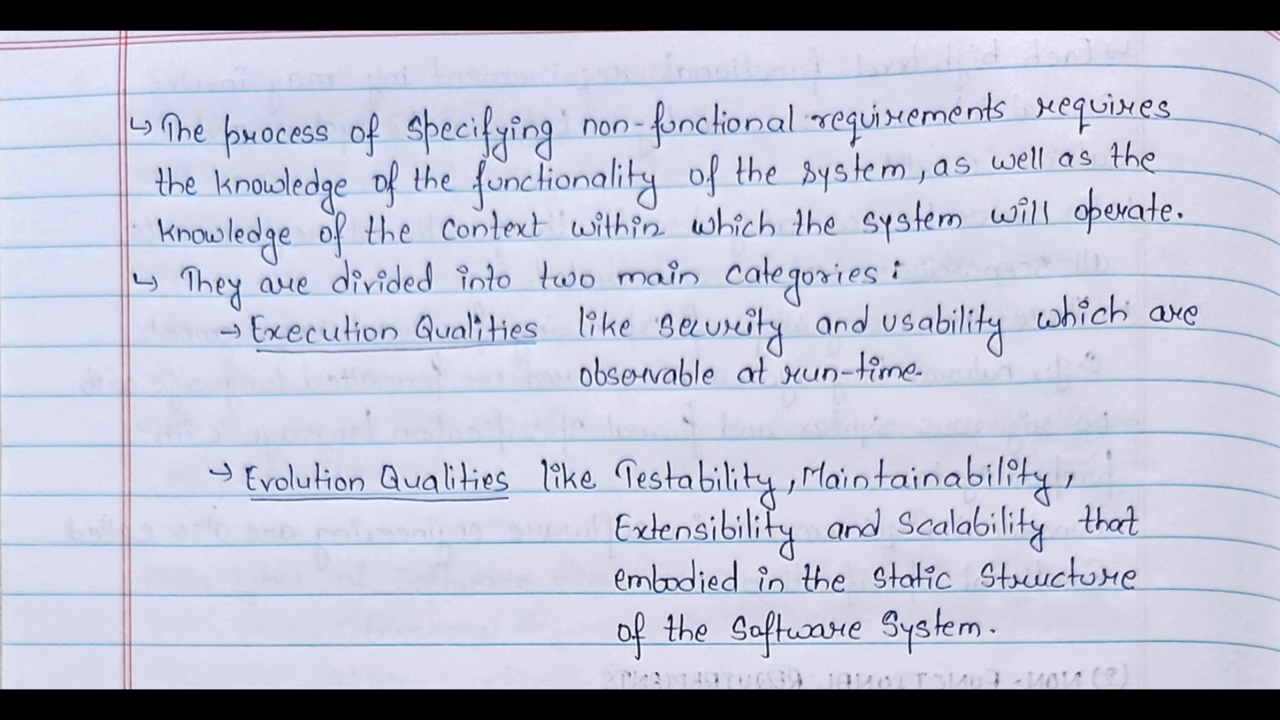 ↳ The process of specifying non-functional requirements requires
the knowledge of the functionality of the system, as well as the
knowledge of the context within which the system will operate.
↳ They are divided into two main categories:
→ Execution Qualities like security and usability which are
observable at run-time.
→ Evolution Qualities like Testability, Maintainability,
Extensibility and Scalability that
embodied in the static structure
of the software system.